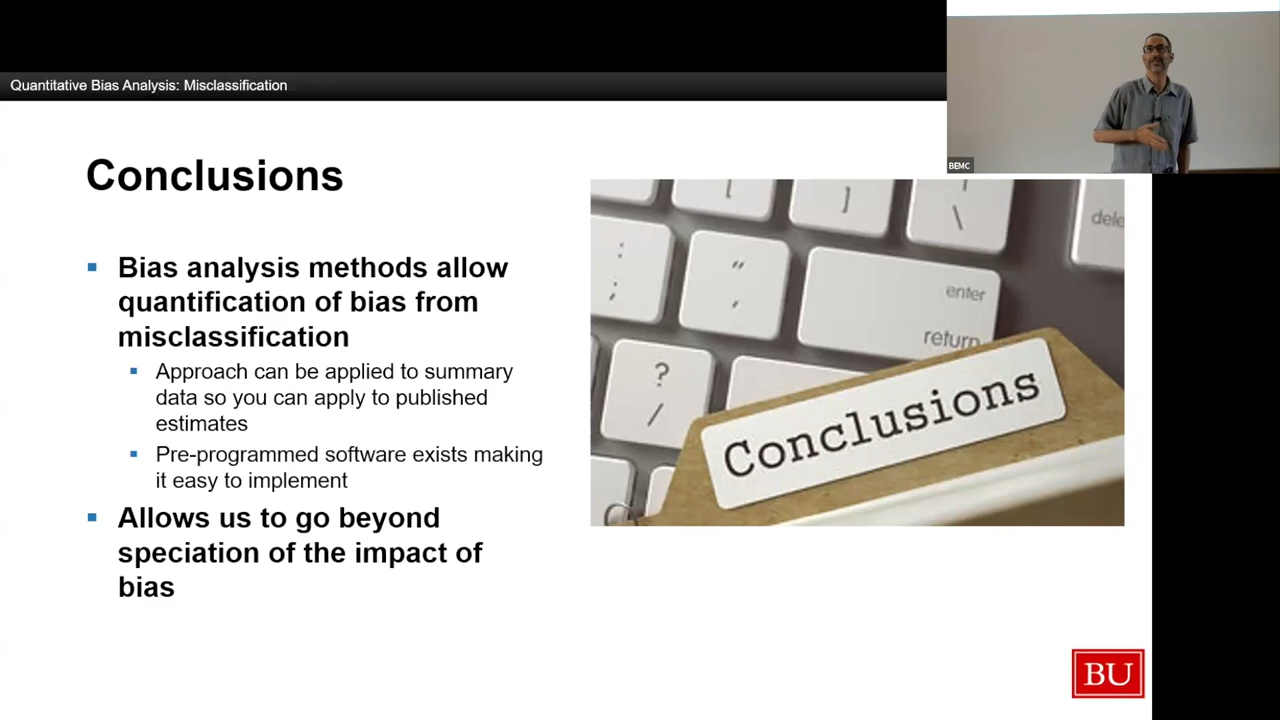 Quantitative Bias Analysis: Misclassification
BEMC
Conclusions
Bias analysis methods allow
quantification of bias from
misclassification
Approach can be applied to summary
data so you can apply to published
estimates
Pre-programmed software exists making
it easy to implement
Allows us to go beyond
speciation of the impact of
bias
[
]
\
dele
:
;
"
,
enter
return
?
/
Conclusions
BU